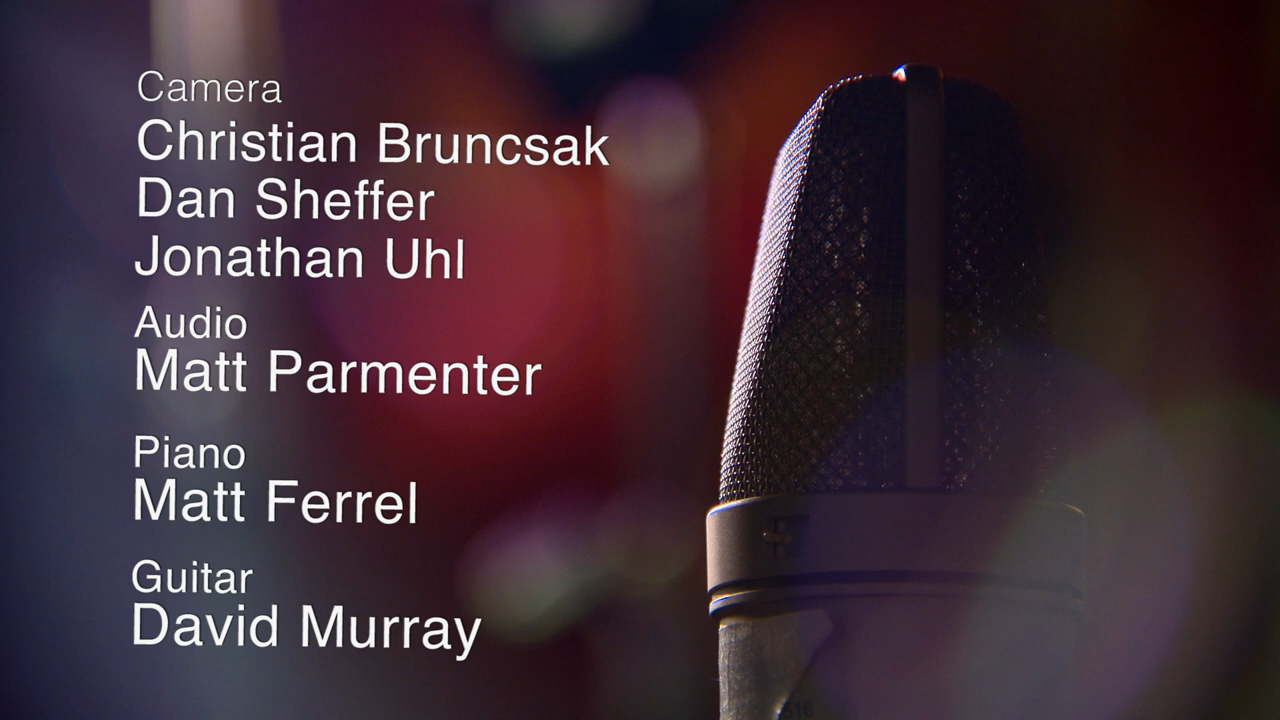 Camera
Christian Bruncsak
Dan Sheffer
Jonathan Uhl
Audio
Matt Parmenter
Piano
Matt Ferrel
Guitar
David Murray